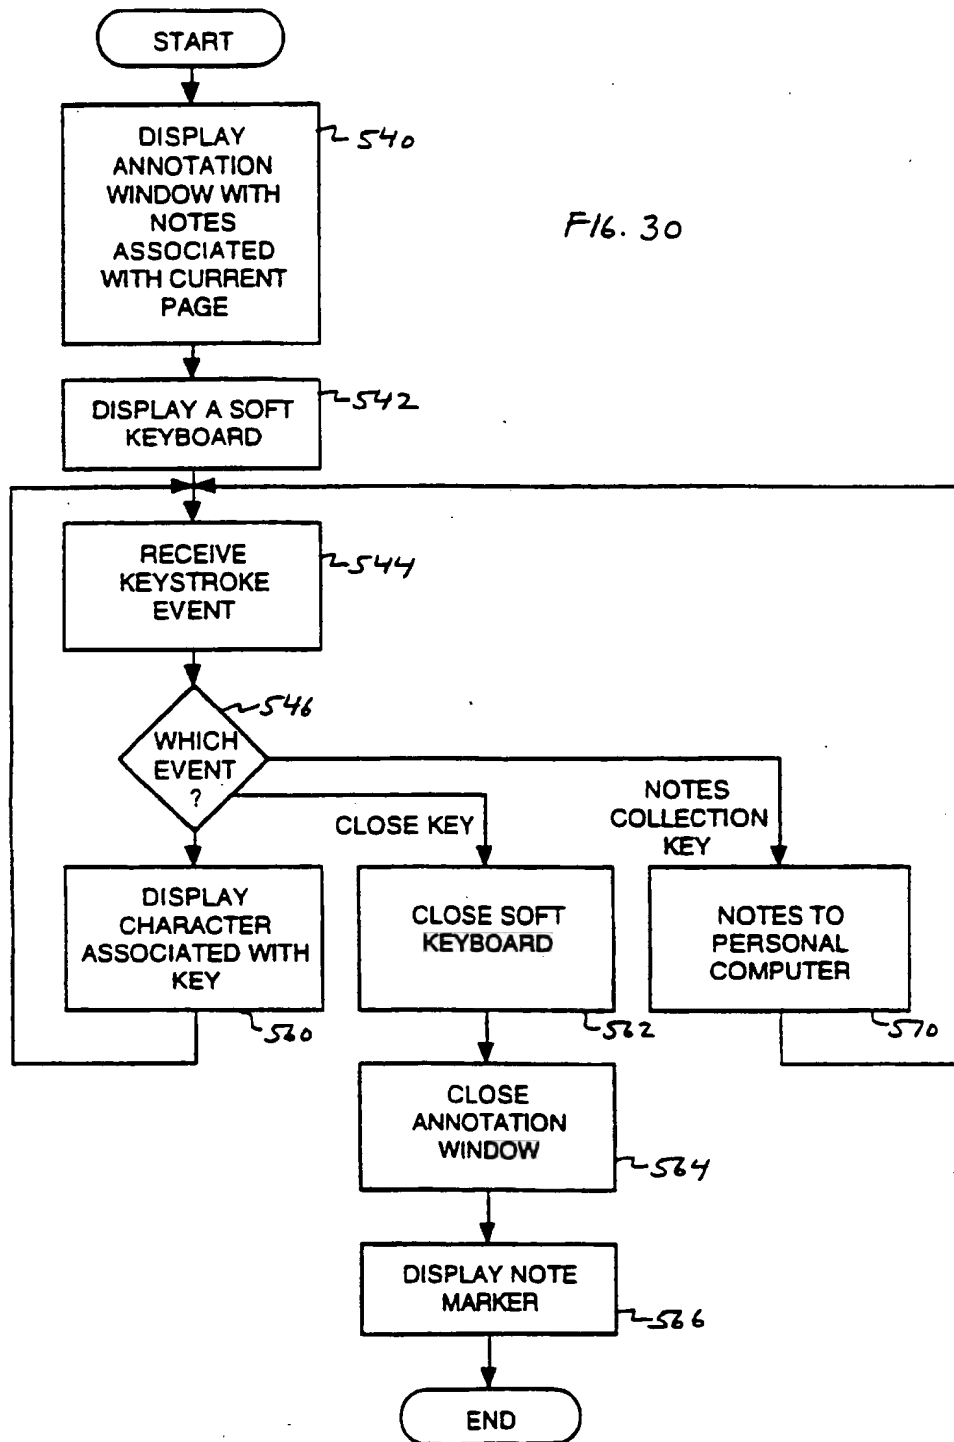 START
DISPLAY
ANNOTATION
WINDOW WITH
NOTES
ASSOCIATED
WITH CURRENT
PAGE
540
FIG. 30
DISPLAY A SOFT
KEYBOARD
542
RECEIVE
KEYSTROKE
EVENT
544
WHICH
EVENT
?
546
CLOSE KEY
NOTES
COLLECTION
KEY
DISPLAY
CHARACTER
ASSOCIATED WITH
KEY
560
CLOSE SOFT
KEYBOARD
562
NOTES TO
PERSONAL
COMPUTER
570
CLOSE
ANNOTATION
WINDOW
564
DISPLAY NOTE
MARKER
566
END